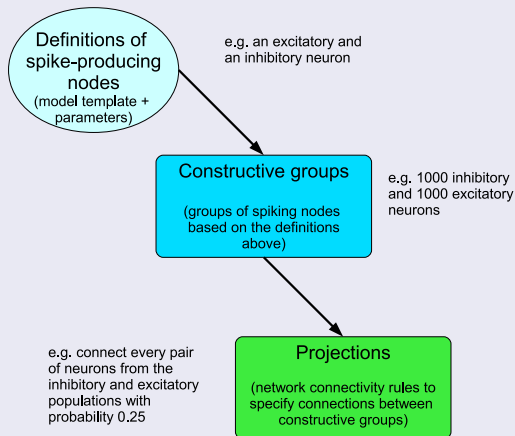 Definitions of
spike-producing
nodes
(model template +
parameters)
e.g. an excitatory and
an inhibitory neuron
Constructive groups
(groups of spiking nodes
based on the definitions
above)
e.g. 1000 inhibitory
and 1000 excitatory
neurons
e.g. connect every pair
of neurons from the
inhibitory and excitatory
populations with
probability 0.25
Projections
(network connectivity rules to
specify connections between
constructive groups)